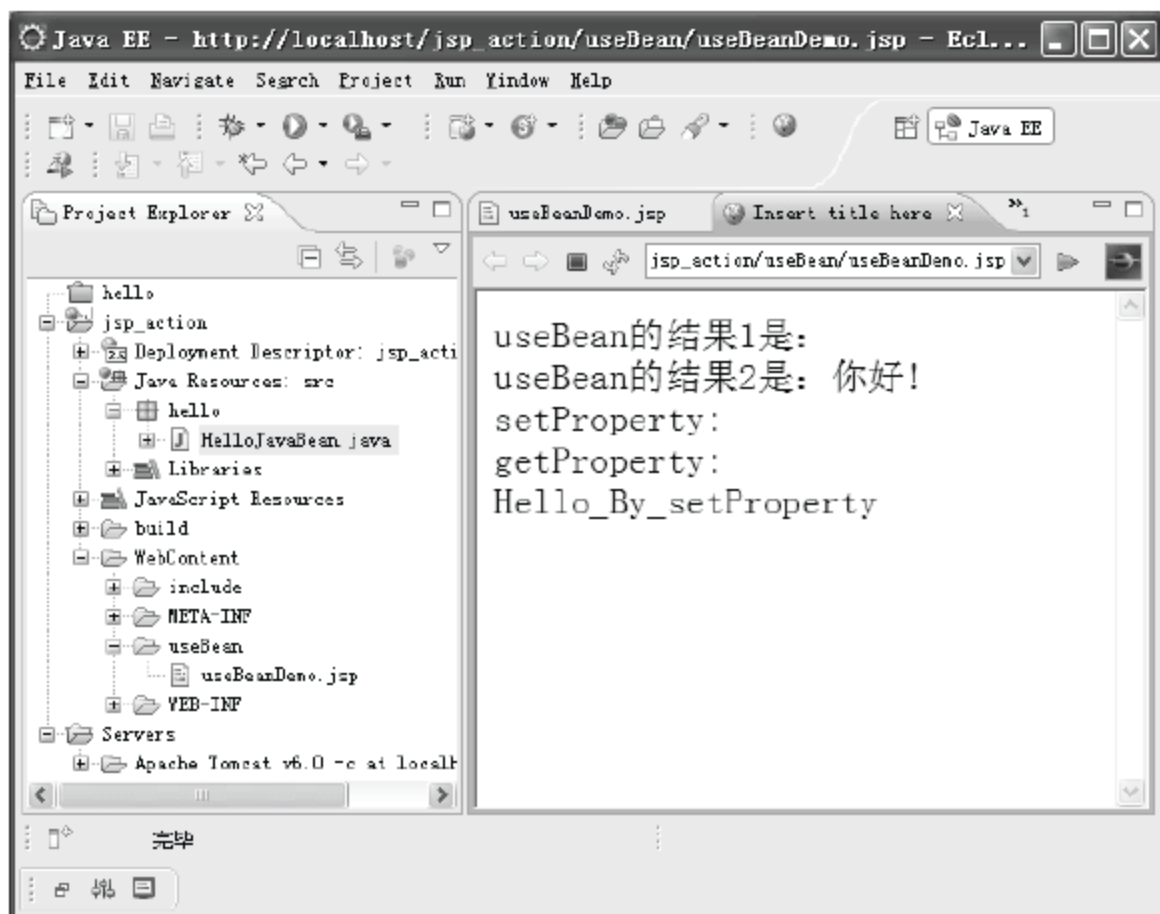 Java EE - http://localhost/jsp_action/useBean/useBeanDemo.jsp - Ecl...
File Edit Navigate Search Project Run Window Help
Java EE
Project Explorer
useBeanDemo.jsp
Insert title here
»1
jsp_action/useBean/useBeanDemo.jsp
hello
jsp_action
Deployment Descriptor: jsp_acti
Java Resources: src
hello
HelloJavaBean.java
Libraries
JavaScript Resources
build
WebContent
include
META-INF
useBean
useBeanDemo.jsp
WEB-INF
Servers
Apache Tomcat v6.0 -c at localh
useBean的结果1是：
useBean的结果2是：你好！
setProperty：
getProperty：
Hello_By_setProperty
完毕